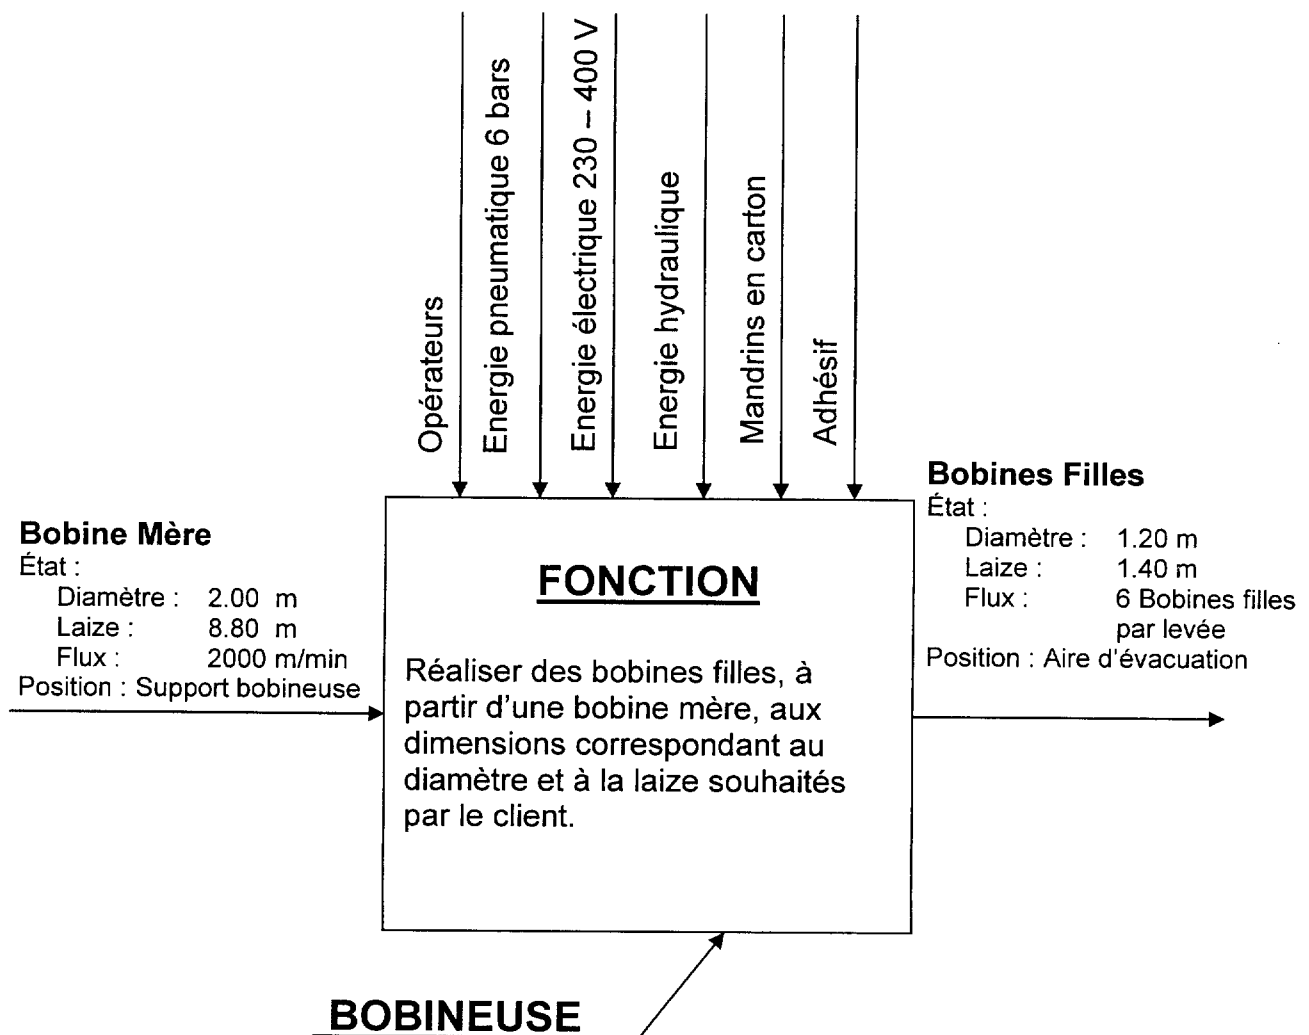 Opérateurs
Energie pneumatique 6 bars
Energie électrique 230 – 400 V
Energie hydraulique
Mandrins en carton
Adhésif
Bobine Mère
État :
Diamètre : 2.00 m
Laize : 8.80 m
Flux : 2000 m/min
Position : Support bobineuse
FONCTION
Réaliser des bobines filles, à
partir d'une bobine mère, aux
dimensions correspondant au
diamètre et à la laize souhaités
par le client.
Bobines Filles
État :
Diamètre : 1.20 m
Laize : 1.40 m
Flux : 6 Bobines filles
par levée
Position : Aire d'évacuation
BOBINEUSE